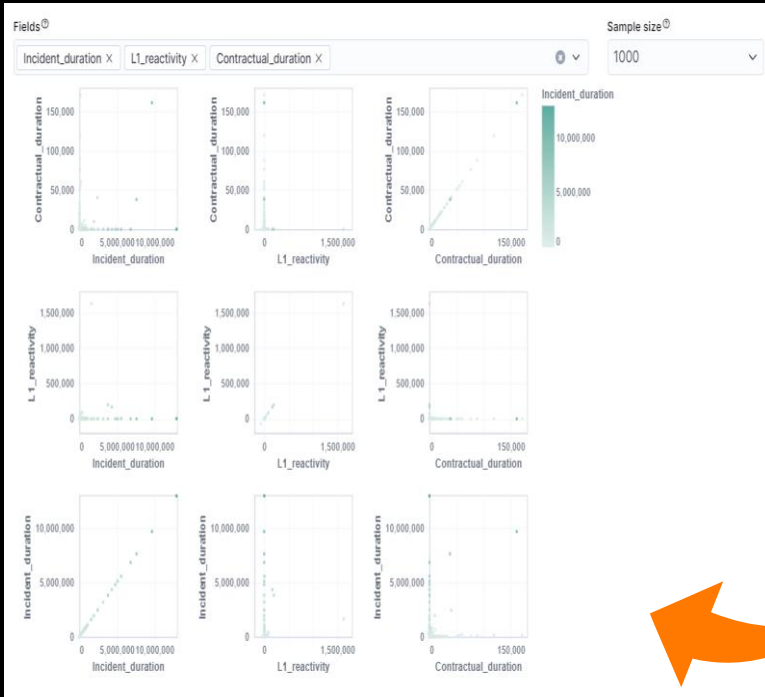 Fields
Sample size
Incident_duration × L1_reactivity × Contractual_duration ×
1000
Incident_duration
10,000,000
5,000,000
0
Contractual_duration
150,000
100,000
50,000
0
0 5,000,000 10,000,000
Incident_duration
Contractual_duration
150,000
100,000
50,000
0
0 1,500,000
L1_reactivity
Contractual_duration
150,000
100,000
50,000
0
0 150,000
Contractual_duration
L1_reactivity
1,500,000
1,000,000
500,000
0
0 5,000,000 10,000,000
Incident_duration
L1_reactivity
1,500,000
1,000,000
500,000
0
0 1,500,000
L1_reactivity
L1_reactivity
1,500,000
1,000,000
500,000
0
0 150,000
Contractual_duration
Incident_duration
10,000,000
5,000,000
0
0 5,000,000 10,000,000
Incident_duration
Incident_duration
10,000,000
5,000,000
0
0 1,500,000
L1_reactivity
Incident_duration
10,000,000
5,000,000
0
0 150,000
Contractual_duration